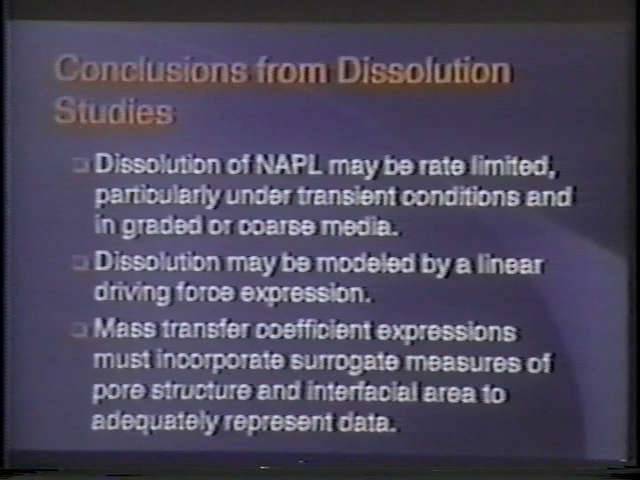 Conclusions from Dissolution
Studies
Dissolution of NAPL may be rate limited,
particularly under transient conditions and
in graded or coarse media.
Dissolution may be modeled by a linear
driving force expression.
Mass transfer coefficient expressions
must incorporate surrogate measures of
pore structure and interfacial area to
adequately represent data.